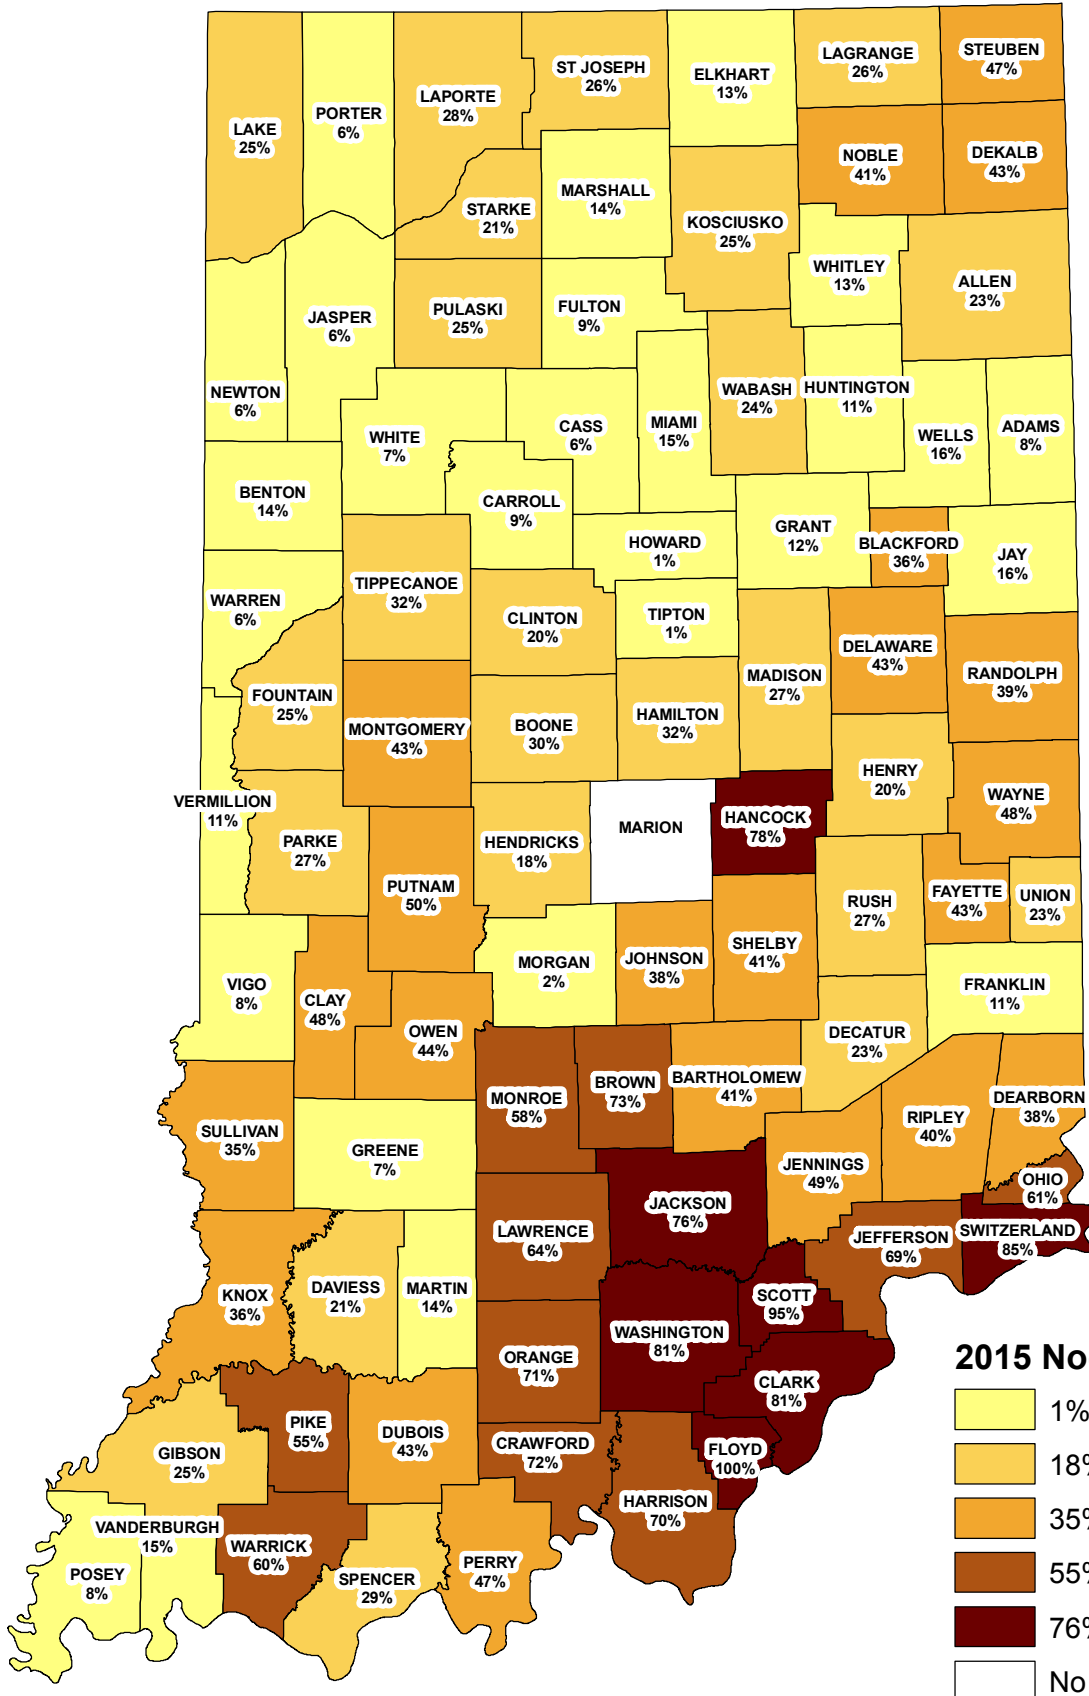 STEUBEN
47%
LAGRANGE
26%
ST JOSEPH
26%
ELKHART
13%
LAPORTE
28%
PORTER
6%
LAKE
25%
NOBLE
41%
DEKALB
43%
MARSHALL
14%
STARKE
21%
KOSCIUSKO
25%
WHITLEY
13%
ALLEN
23%
JASPER
6%
PULASKI
25%
FULTON
9%
NEWTON
6%
WABASH
24%
HUNTINGTON
11%
WHITE
7%
CASS
6%
MIAMI
15%
WELLS
16%
ADAMS
8%
BENTON
14%
CARROLL
9%
HOWARD
1%
GRANT
12%
BLACKFORD
36%
JAY
16%
TIPPECANOE
32%
WARREN
6%
CLINTON
20%
TIPTON
1%
DELAWARE
43%
RANDOLPH
39%
MADISON
27%
FOUNTAIN
25%
MONTGOMERY
43%
BOONE
30%
HAMILTON
32%
HENRY
20%
WAYNE
48%
VERMILLION
11%
PARKE
27%
HENDRICKS
18%
MARION
HANCOCK
78%
PUTNAM
50%
RUSH
27%
FAYETTE
43%
UNION
23%
SHELBY
41%
JOHNSON
38%
MORGAN
2%
VIGO
8%
CLAY
48%
FRANKLIN
11%
OWEN
44%
DECATUR
23%
MONROE
58%
BROWN
73%
BARTHOLOMEW
41%
DEARBORN
38%
RIPLEY
40%
SULLIVAN
35%
GREENE
7%
JENNINGS
49%
OHIO
61%
JACKSON
76%
LAWRENCE
64%
JEFFERSON
69%
SWITZERLAND
85%
KNOX
36%
DAVIESS
21%
MARTIN
14%
SCOTT
95%
WASHINGTON
81%
ORANGE
71%
CLARK
81%
PIKE
55%
DUBOIS
43%
GIBSON
25%
CRAWFORD
72%
FLOYD
100%
HARRISON
70%
VANDERBURGH
15%
WARRICK
60%
POSEY
8%
SPENCER
29%
PERRY
47%
2015 No
1%
18%
35%
55%
76%
No